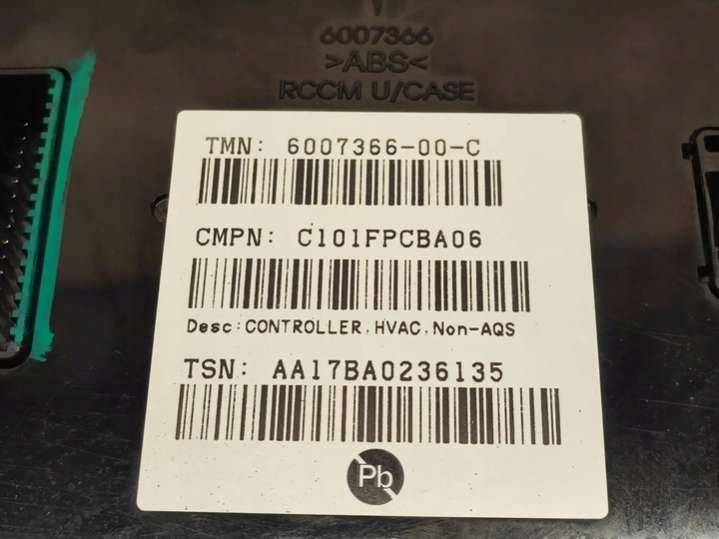 6007366
>ABS<
RCCM U/CASE
TMN: 6007366-00-C
CMPN: C101FPCBA06
Desc:CONTROLLER,HVAC,Non-AQS
TSN: AA17BA0236135
Pb